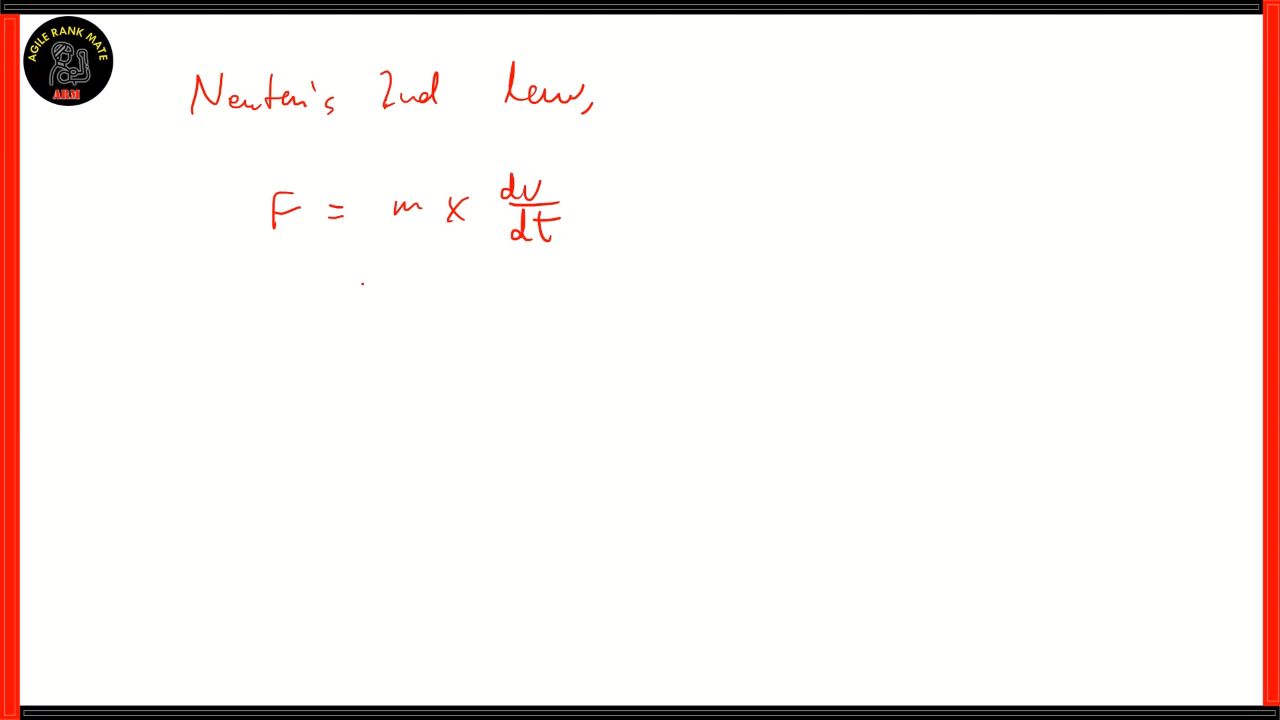 AGILE RANK MATE
ARM
Newton's 2nd Law,
F = m x dv/dt